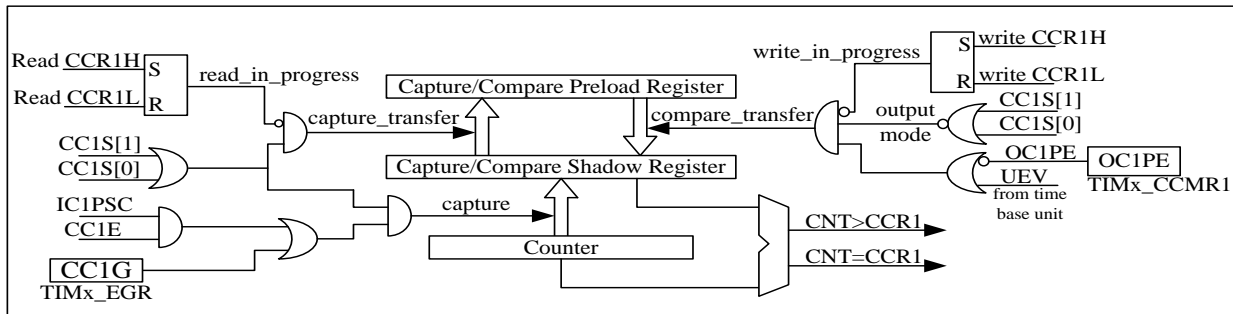 Read CCR1H
S
read_in_progress
Read CCR1L
R
CC1S[1]
CC1S[0]
IC1PSC
CC1E
CC1G
TIMx_EGR
capture_transfer
capture
Capture/Compare Preload Register
Capture/Compare Shadow Register
Counter
compare_transfer
write_in_progress
S
R
write CCR1H
write CCR1L
output
mode
CC1S[1]
CC1S[0]
OC1PE
OC1PE
TIMx_CCMR1
UEV
from time
base unit
CNT>CCR1
CNT=CCR1